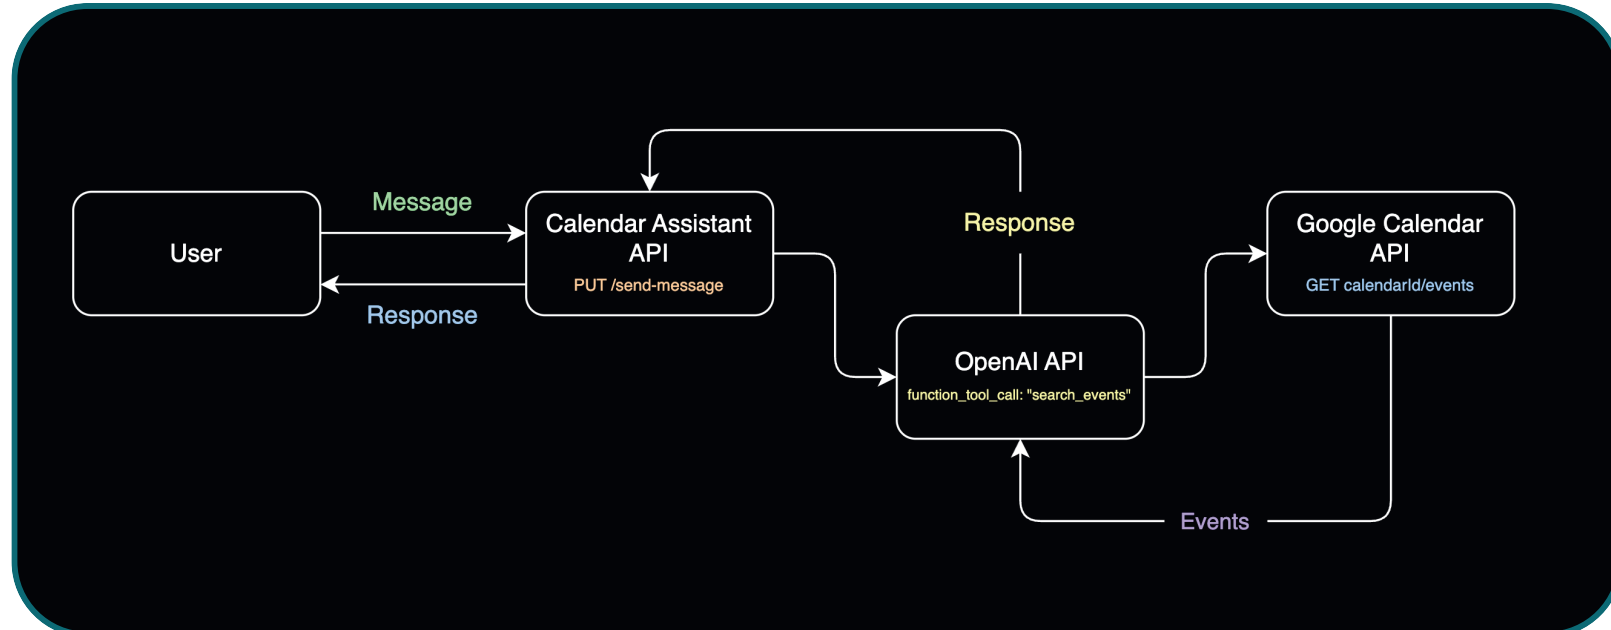 User
Message
Response
Calendar Assistant
API
PUT /send-message
Response
OpenAI API
function_tool_call: "search_events"
Google Calendar
API
GET calendarId/events
Events